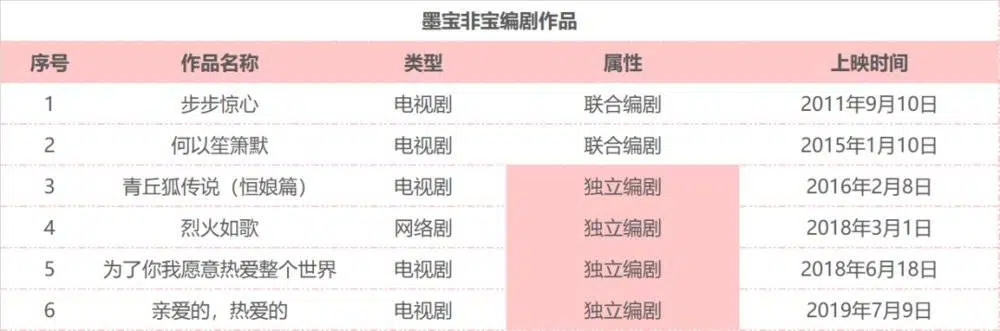 墨宝非宝编剧作品
序号 作品名称 类型 属性 上映时间
1 步步惊心 电视剧 联合编剧 2011年9月10日
2 何以笙箫默 电视剧 联合编剧 2015年1月10日
3 青丘狐传说（恒娘篇） 电视剧 独立编剧 2016年2月8日
4 烈火如歌 网络剧 独立编剧 2018年3月1日
5 为了你我愿意热爱整个世界 电视剧 独立编剧 2018年6月18日
6 亲爱的，热爱的 电视剧 独立编剧 2019年7月9日